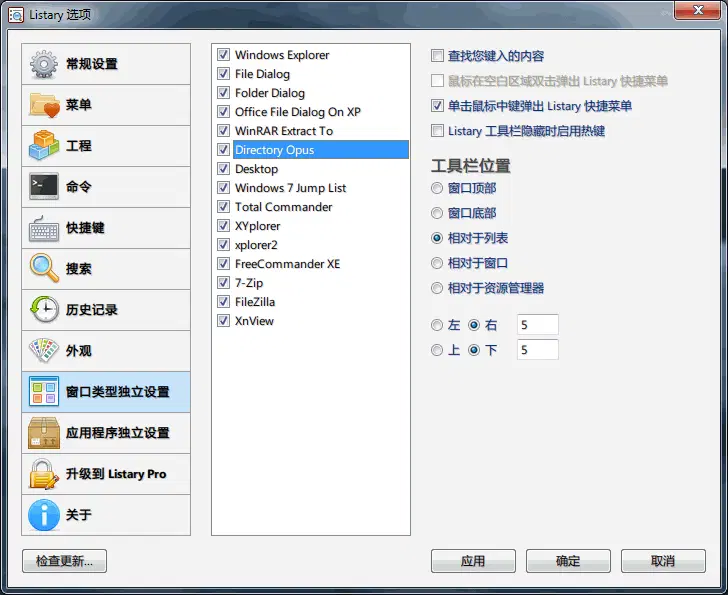 Listary 选项
常规设置
菜单
工程
命令
快捷键
搜索
历史记录
外观
窗口类型独立设置
应用程序独立设置
升级到 Listary Pro
关于
检查更新...
Windows Explorer
File Dialog
Folder Dialog
Office File Dialog On XP
WinRAR Extract To
Directory Opus
Desktop
Windows 7 Jump List
Total Commander
XYplorer
xplorer2
FreeCommander XE
7-Zip
FileZilla
XnView
查找您键入的内容
鼠标在空白区域双击弹出 Listary 快捷菜单
单击鼠标中键弹出 Listary 快捷菜单
Listary 工具栏隐藏时启用热键
工具栏位置
窗口顶部
窗口底部
相对于列表
相对于窗口
相对于资源管理器
左 右 5
上 下 5
应用 确定 取消